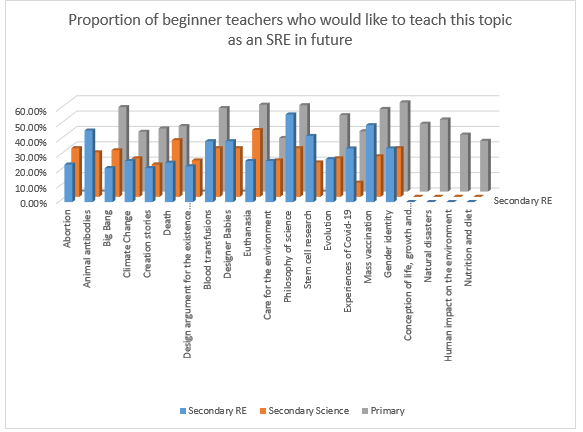 Proportion of beginner teachers who would like to teach this topic
as an SRE in future
60.00%
50.00%
40.00%
30.00%
20.00%
10.00%
0.00%
Secondary RE
Abortion
Animal antibodies
Big Bang
Climate Change
Creation stories
Death
Design argument for the existence…
Blood transfusions
Designer Babies
Euthanasia
Care for the environment
Philosophy of science
Stem cell research
Evolution
Experiences of Covid- 19
Mass vaccination
Gender identity
Conception of life, growth and…
Natural disasters
Human impact on the environment
Nutrition and diet
Secondary RE Secondary Science Primary